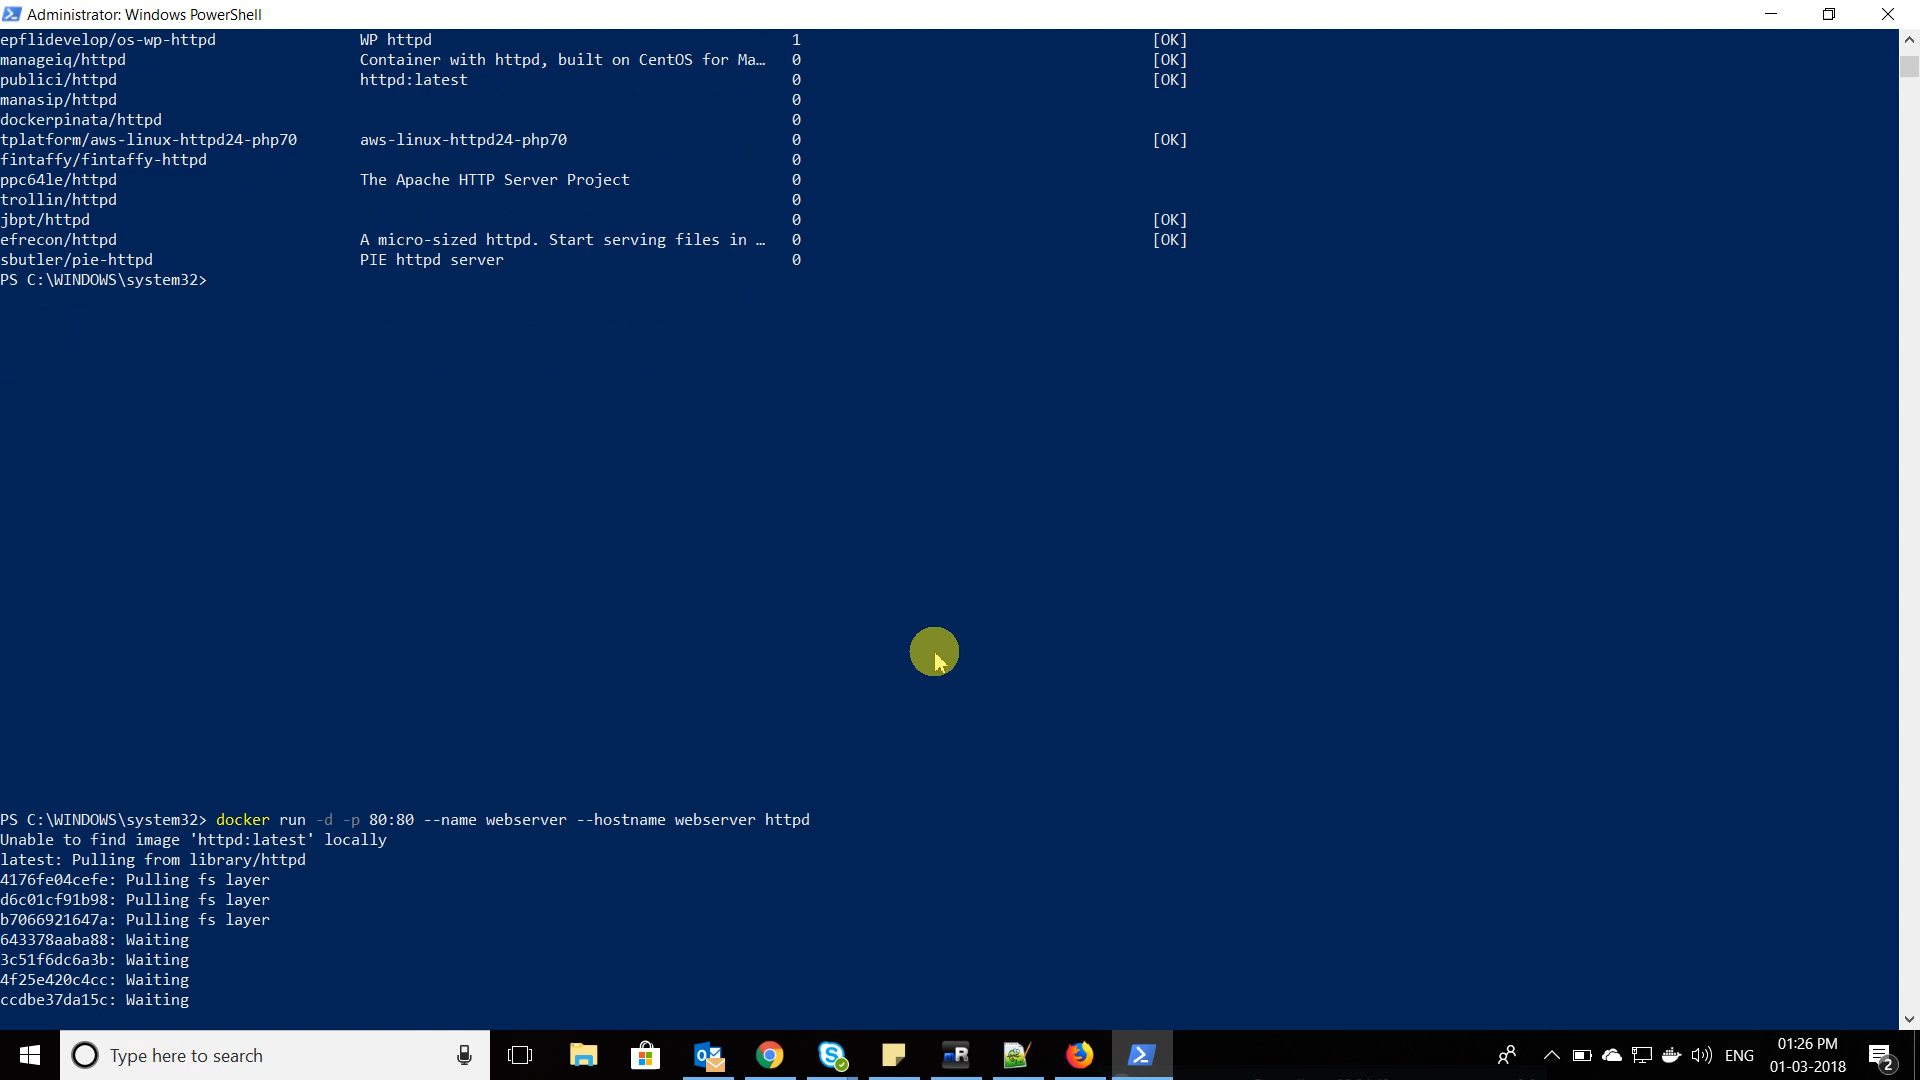 Administrator: Windows PowerShell
epflidevelop/os-wp-httpd WP httpd 1 [OK]
manageiq/httpd Container with httpd, built on CentOS for Ma… 0 [OK]
publici/httpd httpd:latest 0 [OK]
manasip/httpd 0
dockerpinata/httpd 0
tplatform/aws-linux-httpd24-php70 aws-linux-httpd24-php70 0 [OK]
fintaffy/fintaffy-httpd 0
ppc64le/httpd The Apache HTTP Server Project 0
trollin/httpd 0
jbpt/httpd 0 [OK]
efrecon/httpd A micro-sized httpd. Start serving files in … 0 [OK]
sbutler/pie-httpd PIE httpd server 0
PS C:\WINDOWS\system32>
PS C:\WINDOWS\system32> docker run -d -p 80:80 --name webserver --hostname webserver httpd
Unable to find image 'httpd:latest' locally
latest: Pulling from library/httpd
4176fe04cefe: Pulling fs layer
d6c01cf91b98: Pulling fs layer
b7066921647a: Pulling fs layer
643378aaba88: Waiting
3c51f6dc6a3b: Waiting
4f25e420c4cc: Waiting
ccdbe37da15c: Waiting
Type here to search
ENG
01:26 PM
01-03-2018
2